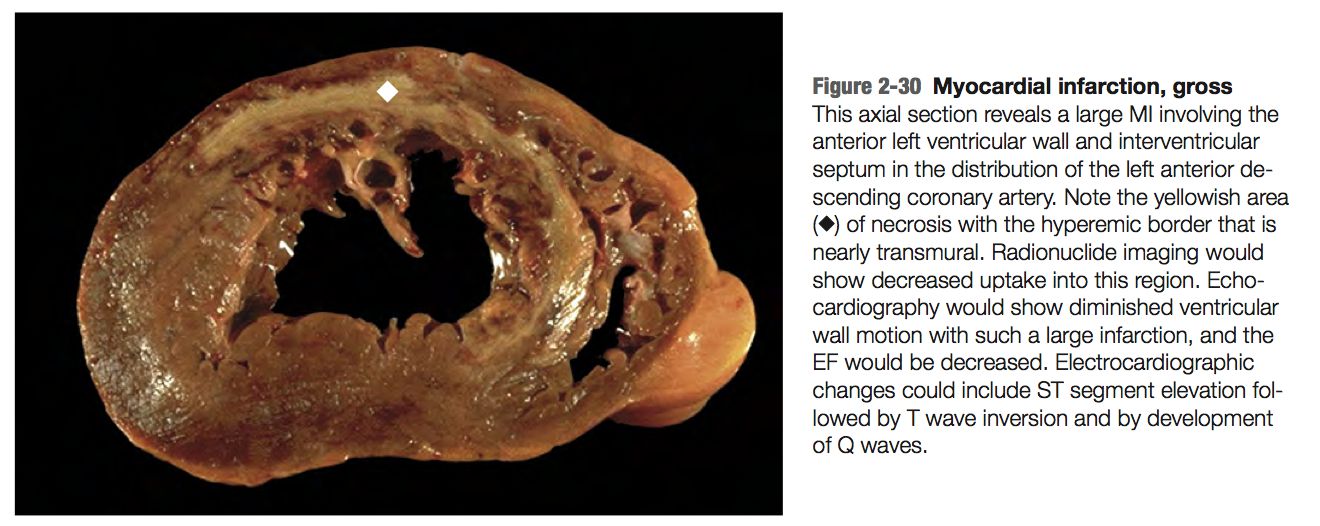 Figure 2-30 Myocardial infarction, gross
This axial section reveals a large MI involving the
anterior left ventricular wall and interventricular
septum in the distribution of the left anterior de-
scending coronary artery. Note the yellowish area
(◆) of necrosis with the hyperemic border that is
nearly transmural. Radionuclide imaging would
show decreased uptake into this region. Echo-
cardiography would show diminished ventricular
wall motion with such a large infarction, and the
EF would be decreased. Electrocardiographic
changes could include ST segment elevation fol-
lowed by T wave inversion and by development
of Q waves.